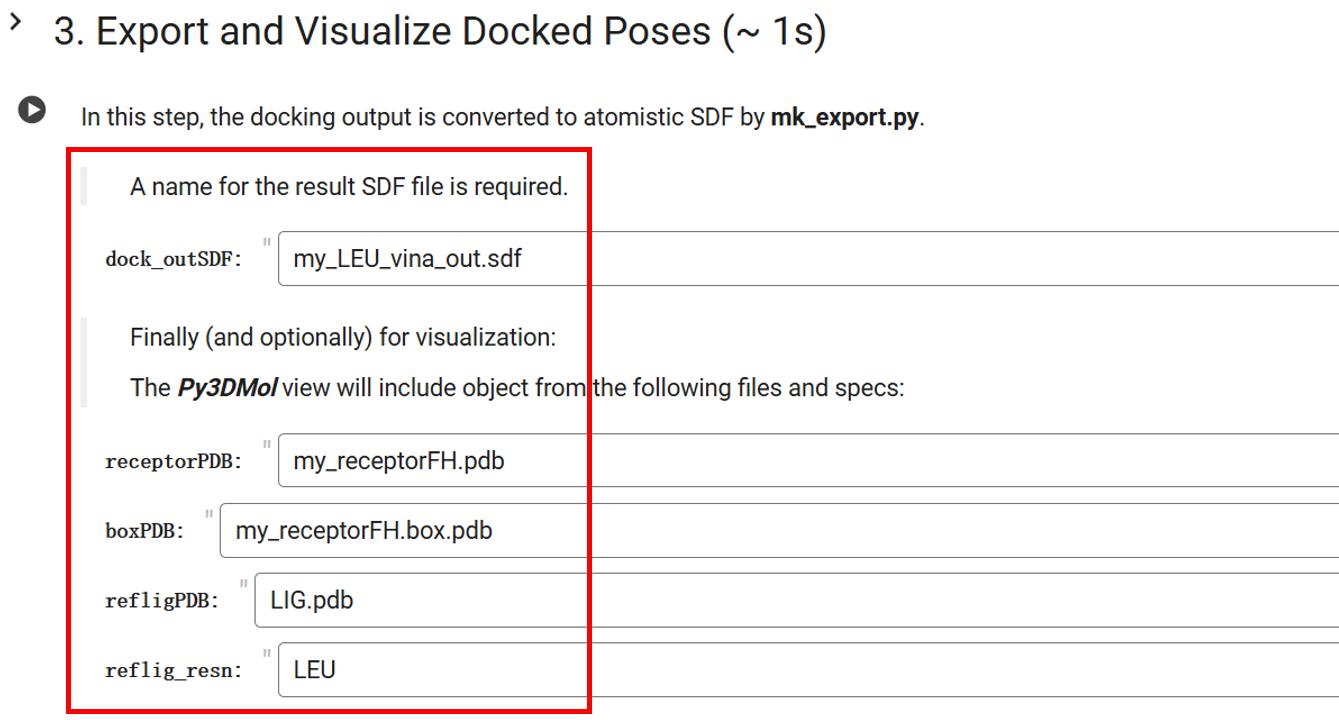 3. Export and Visualize Docked Poses (~ 1s)
In this step, the docking output is converted to atomistic SDF by mk_export.py.
A name for the result SDF file is required.
dock_outSDF: " my_LEU_vina_out.sdf
Finally (and optionally) for visualization:
The Py3DMol view will include object from the following files and specs:
receptorPDB: " my_receptorFH.pdb
boxPDB: " my_receptorFH.box.pdb
refligPDB: " LIG.pdb
reflig_resn: " LEU